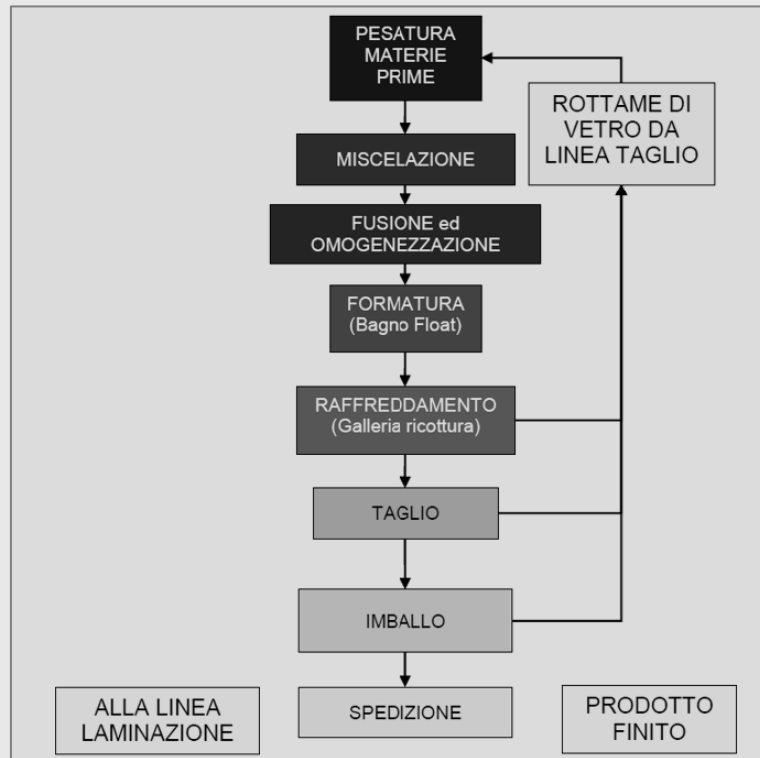 PESATURA
MATERIE
PRIME
ROTTAME DI
VETRO DA
LINEA TAGLIO
MISCELAZIONE
FUSIONE ed
OMOGENEZZAZIONE
FORMATURA
(Bagno Float)
RAFFREDDAMENTO
(Galleria ricottura)
TAGLIO
IMBALLO
ALLA LINEA
LAMINAZIONE
SPEDIZIONE
PRODOTTO
FINITO